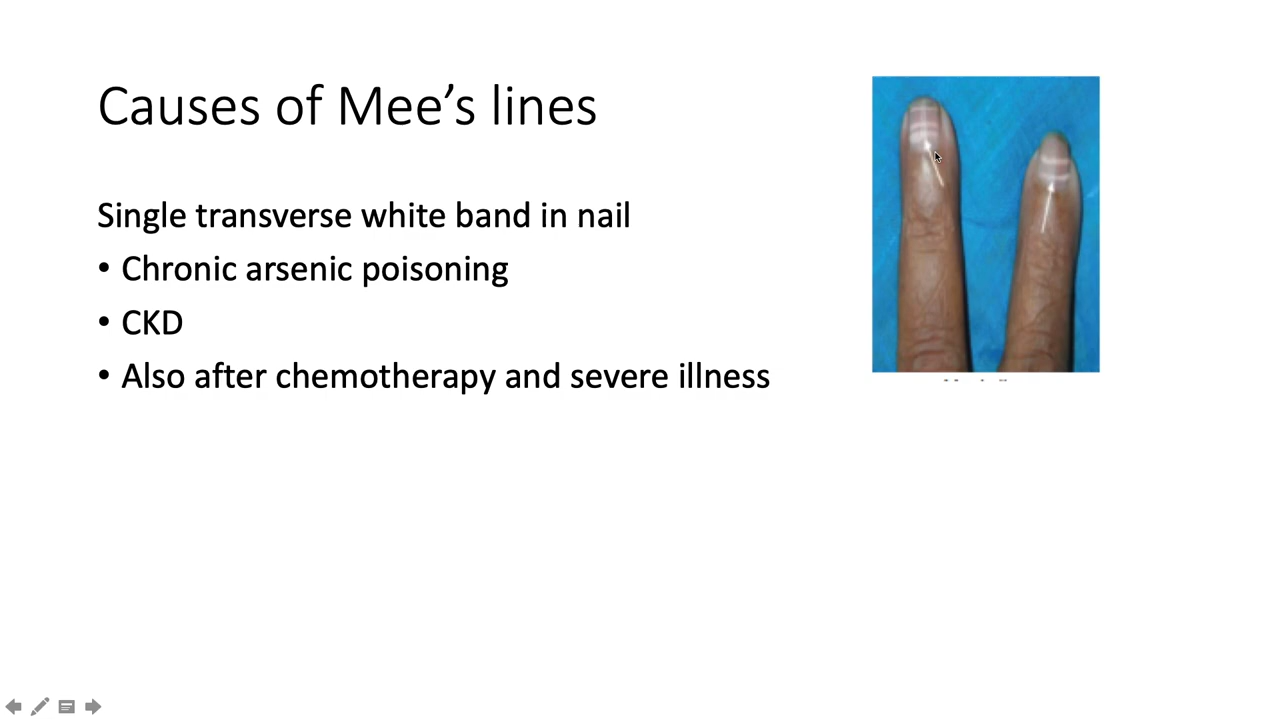 Causes of Mee’s lines
Single transverse white band in nail
• Chronic arsenic poisoning
• CKD
• Also after chemotherapy and severe illness